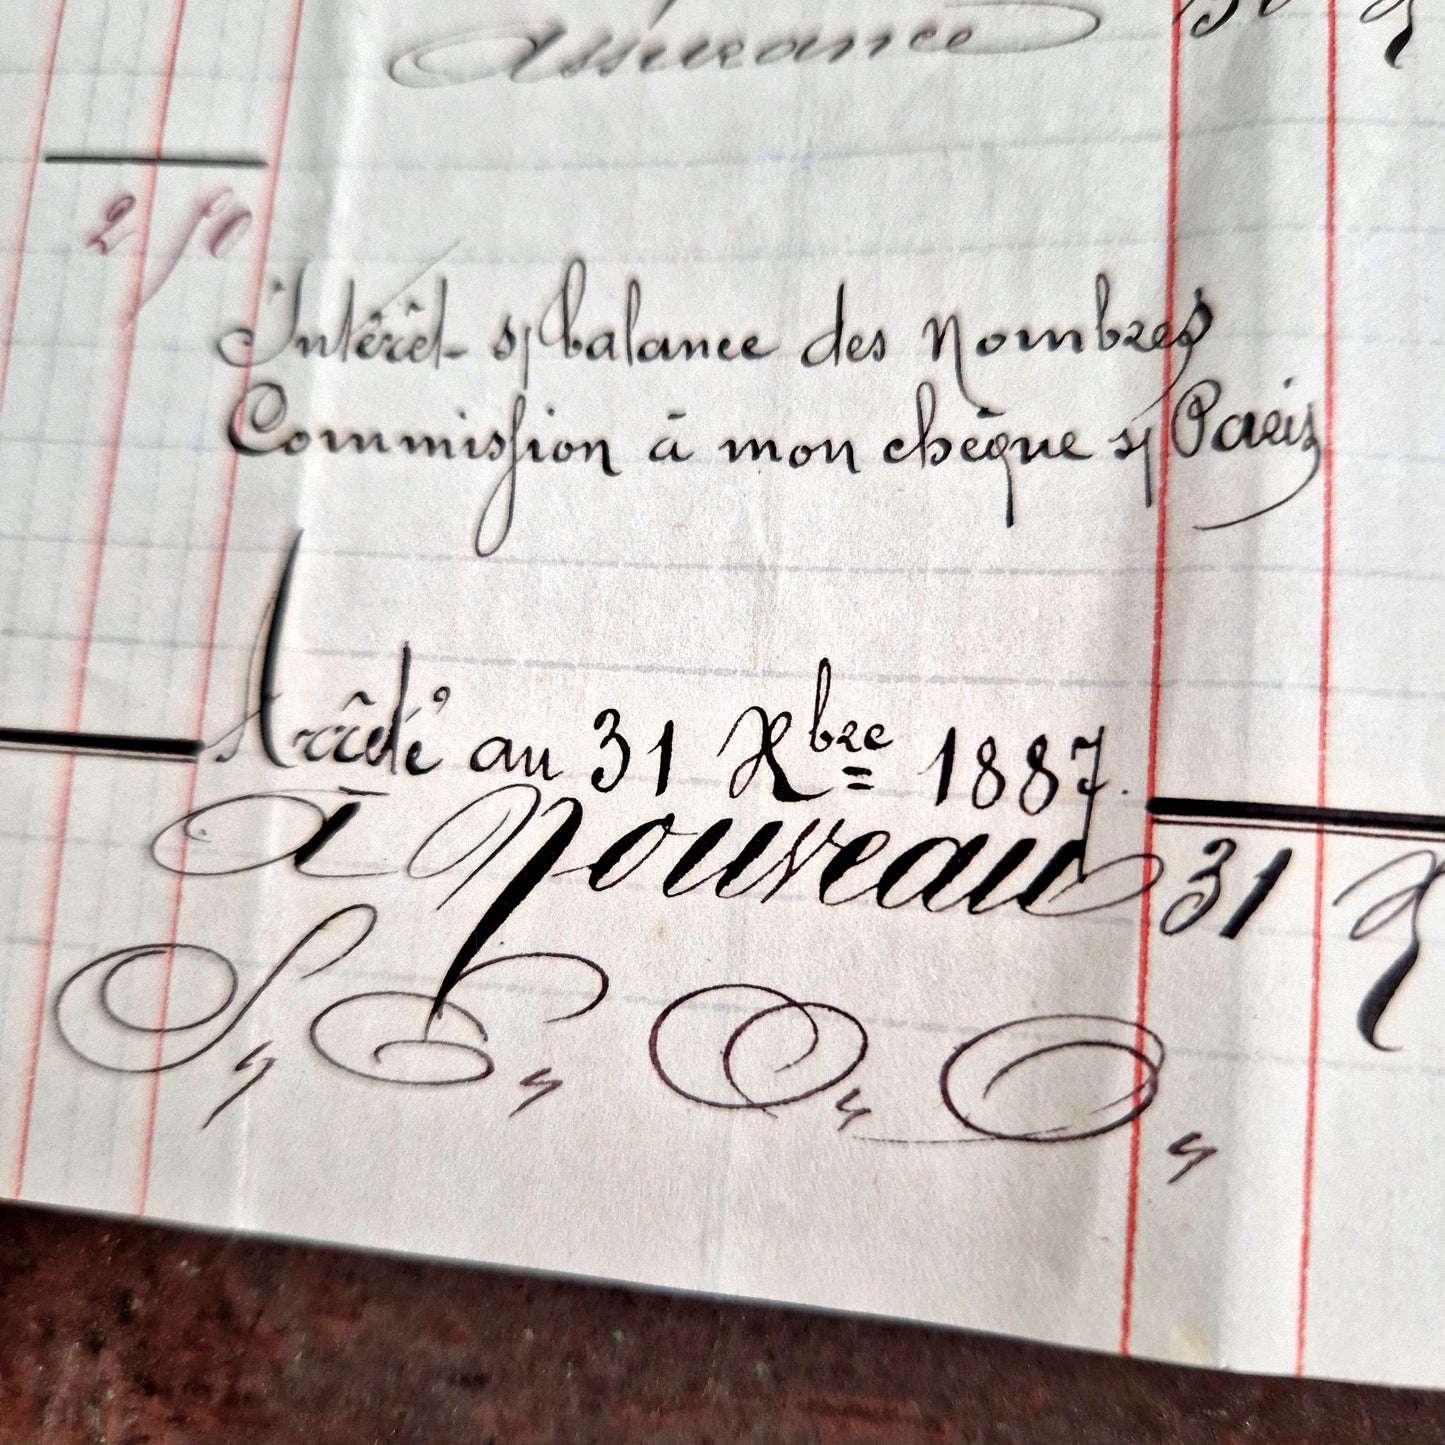 Assurance
2 50
Intérêt s/ balance des Nombres
Commission à mon chèque s/ Paris
Arrêté au 31 Xbre 1887.
à Nouveau 31 X
S, E, O, O,